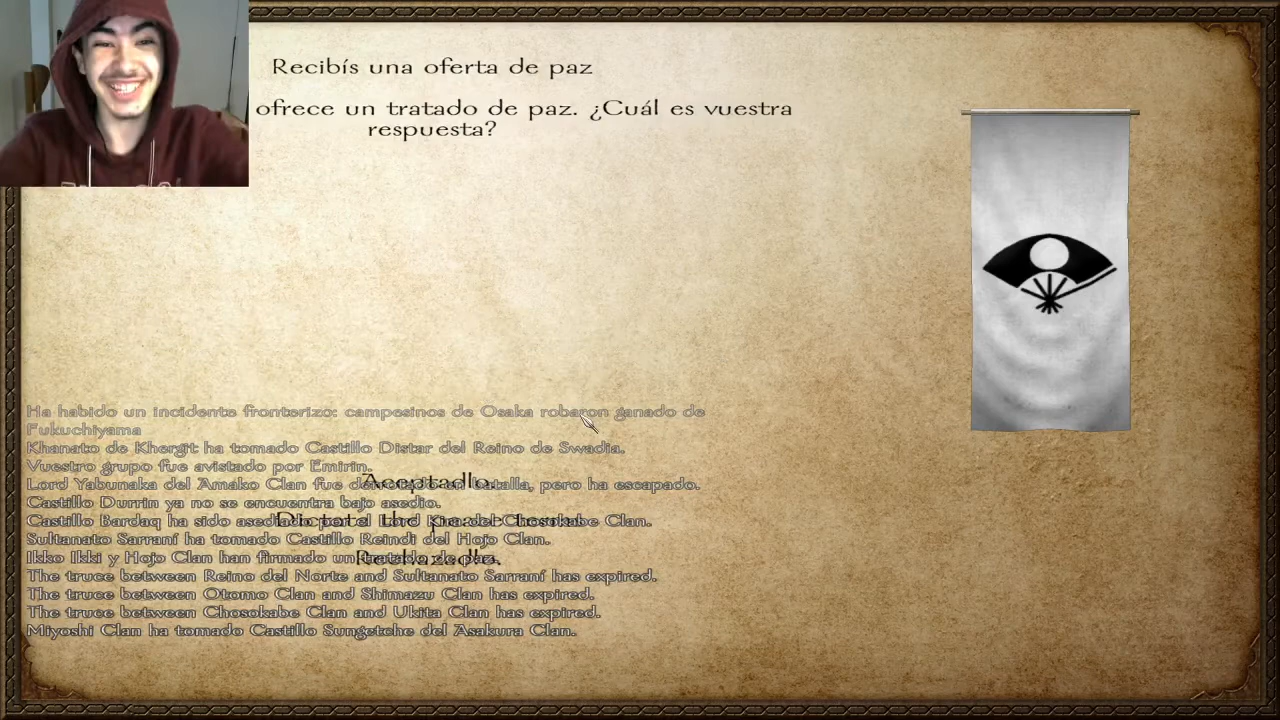 Recibís una oferta de paz
ofrece un tratado de paz. ¿Cuál es vuestra
respuesta?
Ha habido un incidente fronterizo: campesinos de Osaka robaron ganado de
Fukuchiyama
Khanato de Khergit ha tomado Castillo Distar del Reino de Swadia.
Vuestro grupo fue avistado por Emirin.
Aceptadlo.
Lord Yabunaka del Amako Clan fue derrotado en batalla, pero ha escapado.
Castillo Durrin ya no se encuentra bajo asedio.
Castillo Bardaq ha sido asediado por el Lord Kira del Chosokabe Clan.
Dictate the peace terms
Sultanato Sarraní ha tomado Castillo Reindi del Hojo Clan.
Ikko Ikki y Hojo Clan han firmado un tratado de paz.
Rechazadlo.
The truce between Reino del Norte and Sultanato Sarraní has expired.
The truce between Otomo Clan and Shimazu Clan has expired.
The truce between Chosokabe Clan and Ukita Clan has expired.
Miyoshi Clan ha tomado Castillo Sungetche del Asakura Clan.